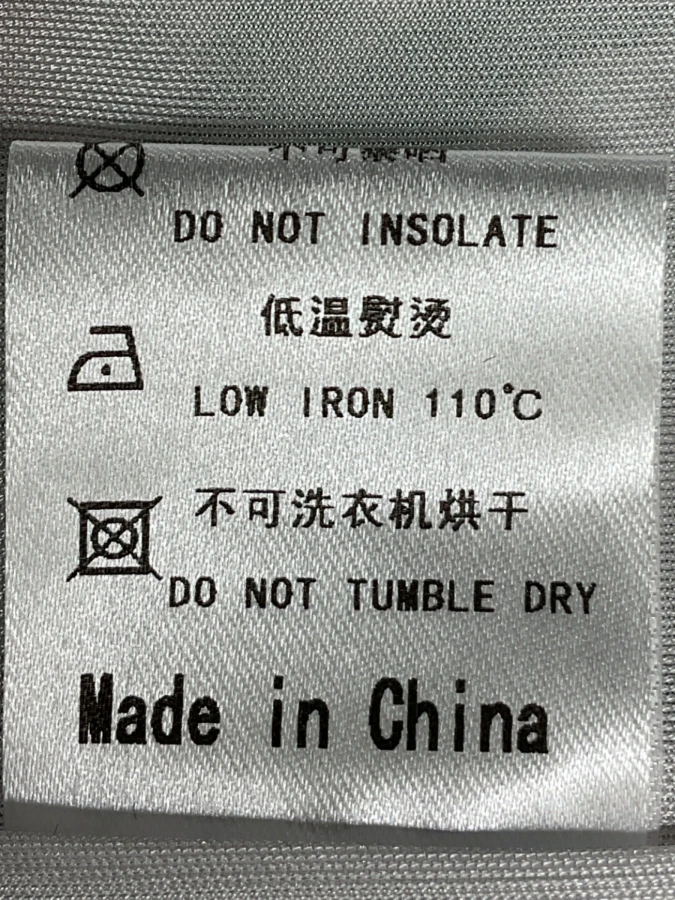 DO NOT INSOLATE
低温熨烫
LOW IRON 110℃
不可洗衣机烘干
DO NOT TUMBLE DRY
Made in China